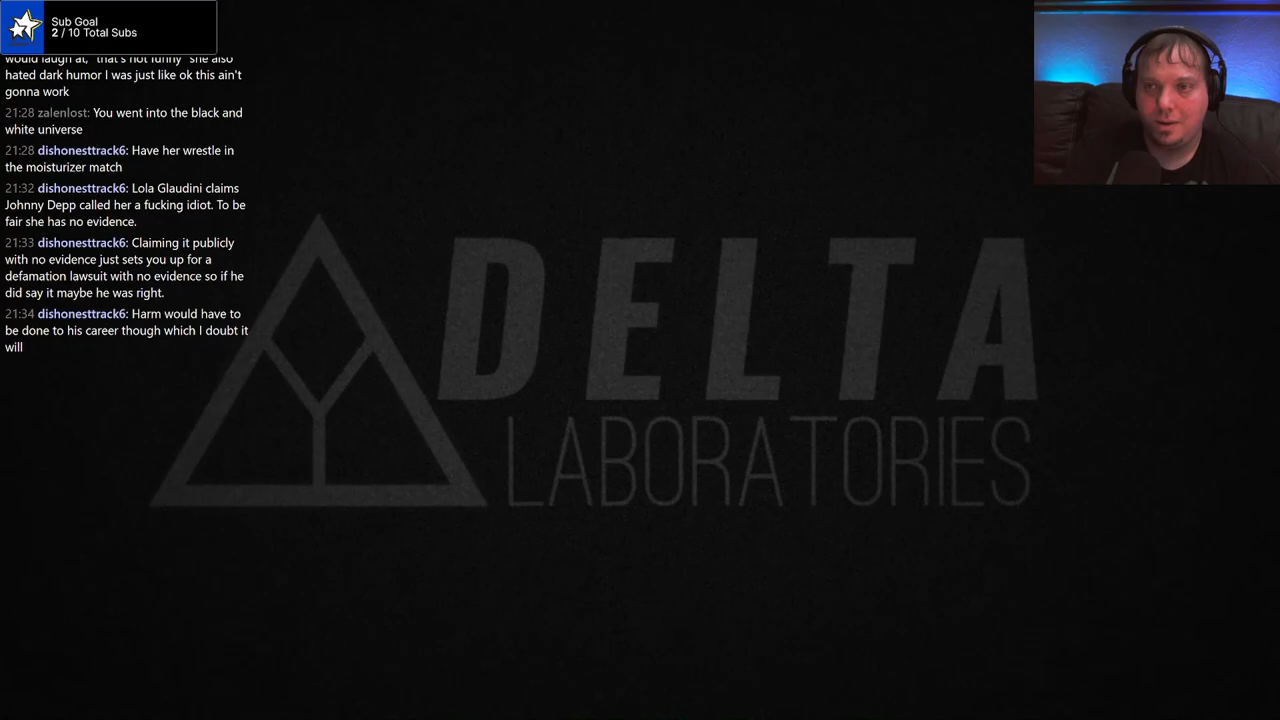 Sub Goal
2 / 10 Total Subs
would laugh at, "that's not funny" she also
hated dark humor I was just like ok this ain't
gonna work
21:28 zalenlost: You went into the black and
white universe
21:28 dishonesttrack6: Have her wrestle in
the moisturizer match
21:32 dishonesttrack6: Lola Glaudini claims
Johnny Depp called her a fucking idiot. To be
fair she has no evidence.
21:33 dishonesttrack6: Claiming it publicly
with no evidence just sets you up for a
defamation lawsuit with no evidence so if he
did say it maybe he was right.
21:34 dishonesttrack6: Harm would have to
be done to his career though which I doubt it
will
DELTA
LABORATORIES